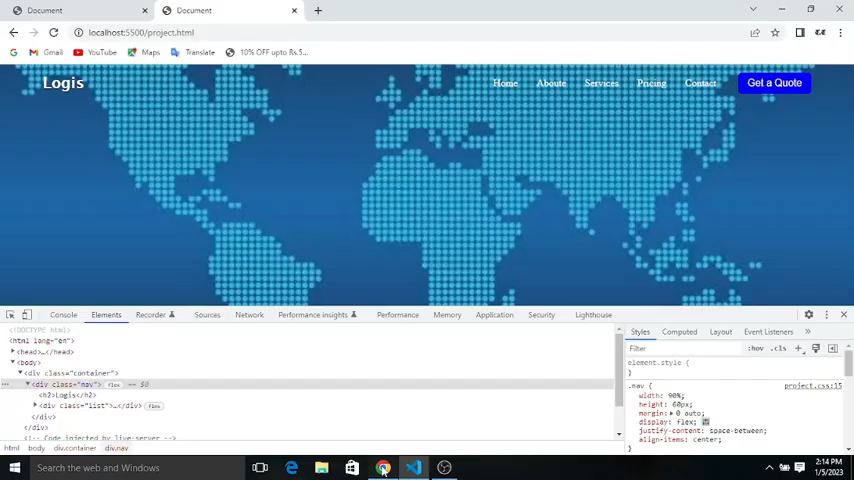 Document
Document
localhost:5500/project.html
Gmail YouTube Maps Translate 10% OFF upto Rs.5...
Logis Home Aboute Services Pricing Contact Get a Quote
Console Elements Recorder Sources Network Performance insights Performance Memory Application Security Lighthouse
<!DOCTYPE html>
<html lang="en">
<head>…</head>
<body>
<div class="container">
<div class="nav"> flex == $0
<h2>Logis</h2>
<div class="list">…</div> flex
</div>
</div>
<!-- Code injected by live-server -->
html body div.container div.nav
Styles Computed Layout Event Listeners
Filter :hov .cls
element.style {
}
.nav { project.css:15
width: 90%;
height: 60px;
margin: 0 auto;
display: flex;
justify-content: space-between;
align-items: center;
}
Search the web and Windows
2:14 PM
1/5/2023